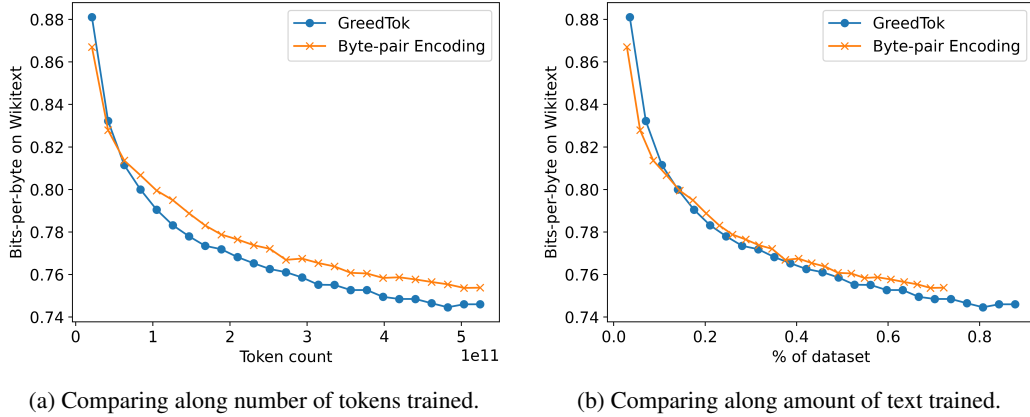 0.88
0.86
0.84
0.82
0.80
0.78
0.76
0.74
Bits-per-byte on Wikitext
GreedTok
Byte-pair Encoding
0 1 2 3 4 5
1e11
Token count
(a) Comparing along number of tokens trained.
0.88
0.86
0.84
0.82
0.80
0.78
0.76
0.74
Bits-per-byte on Wikitext
GreedTok
Byte-pair Encoding
0.0 0.2 0.4 0.6 0.8
% of dataset
(b) Comparing along amount of text trained.